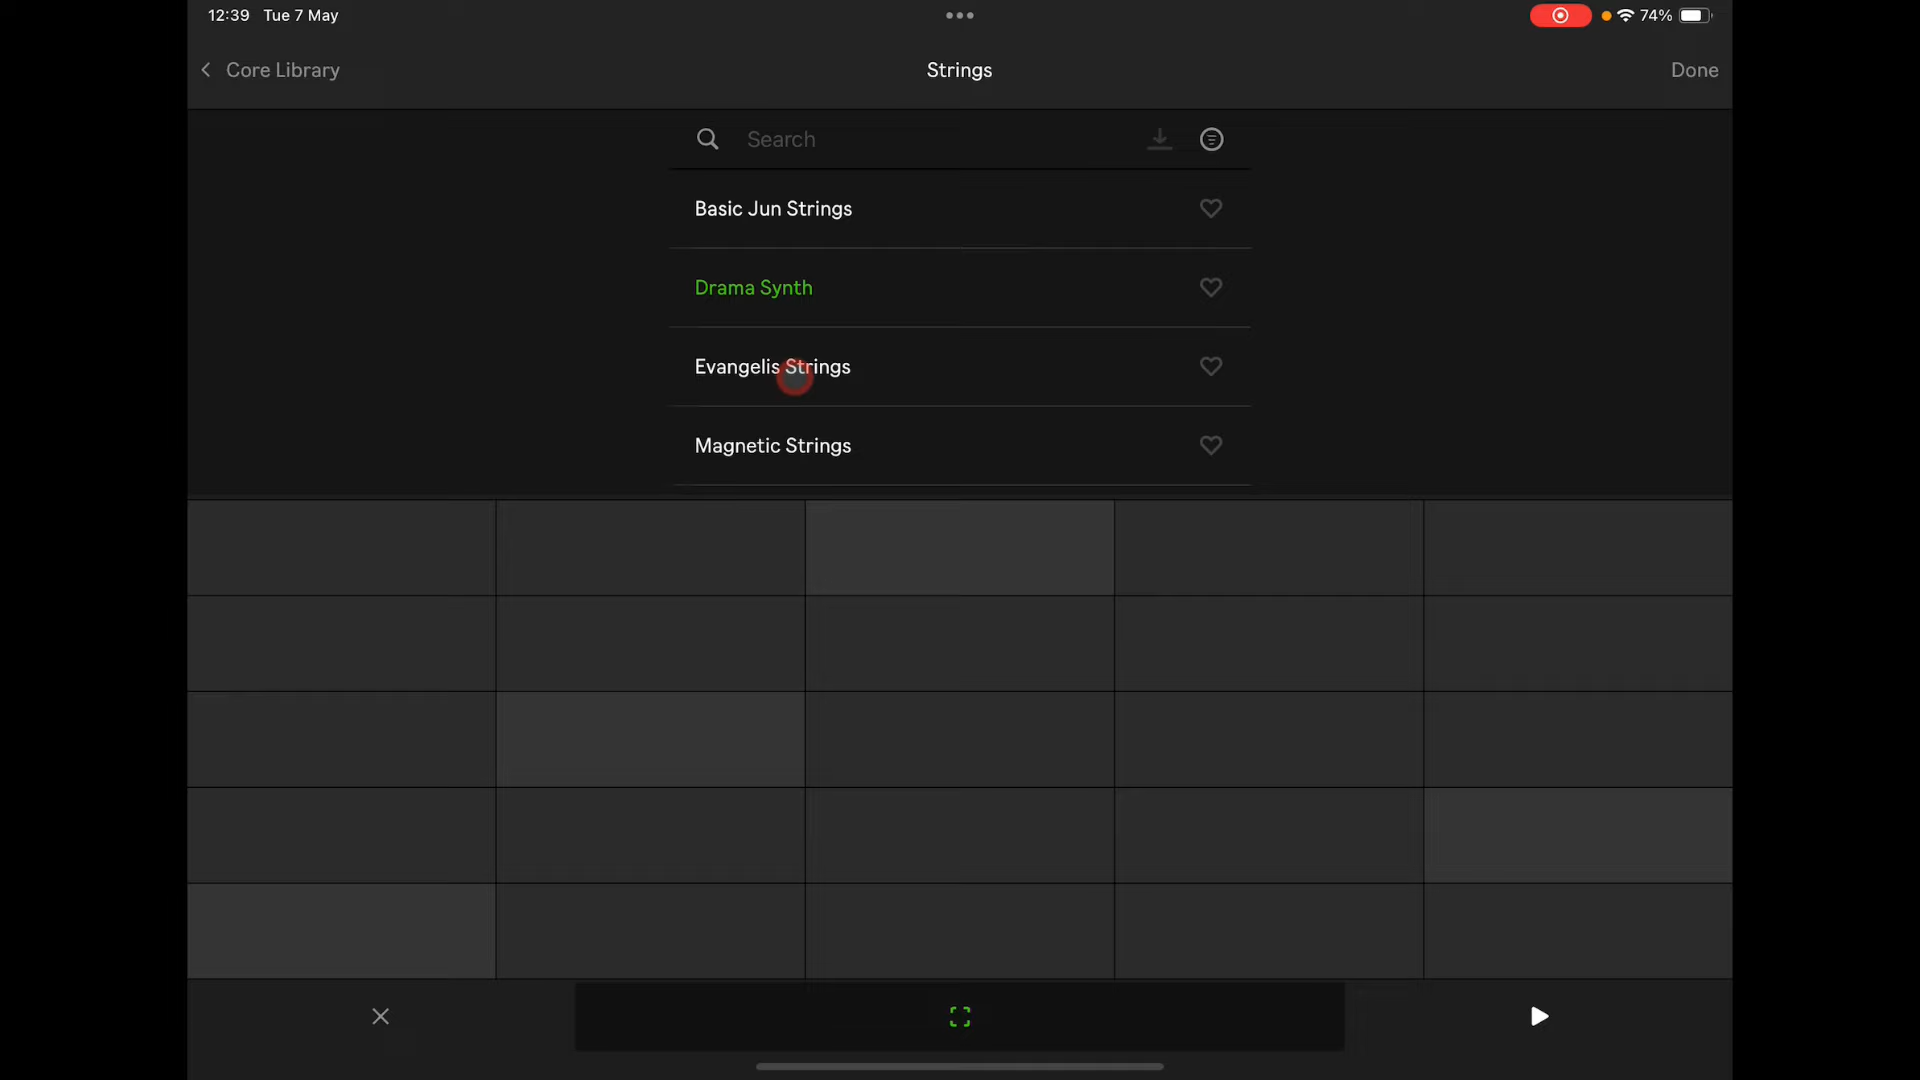 12:39 Tue 7 May
74%
Core Library
Strings
Done
Search
Basic Jun Strings
Drama Synth
Evangelis Strings
Magnetic Strings